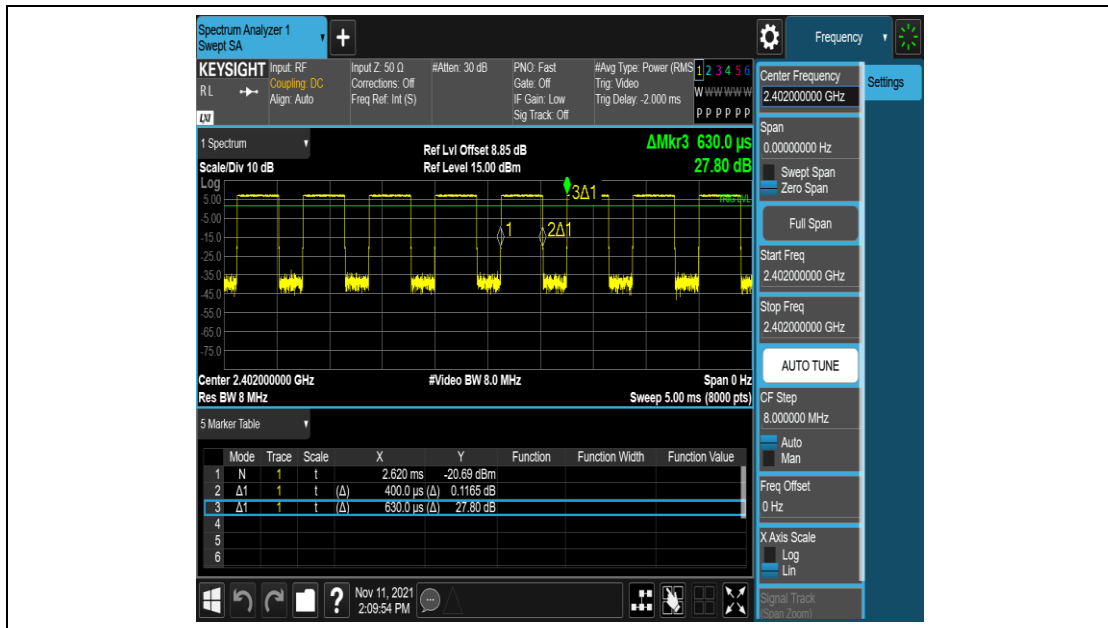 Spectrum Analyzer 1
Swept SA
+
Frequency
KEYSIGHT Input: RF Input Z: 50 Ω #Atten: 30 dB PNO: Fast #Avg Type: Power (RMS 1 2 3 4 5 6
RL Coupling: DC Corrections: Off Gate: Off Trig: Video W W W W W W
Align: Auto Freq Ref: Int (S) IF Gain: Low Trig Delay: -2.000 ms
LXI Sig Track: Off P P P P P P
1 Spectrum
Ref Lvl Offset 8.85 dB
ΔMkr3 630.0 µs
Scale/Div 10 dB Ref Level 15.00 dBm 27.80 dB
Log
5.00
-5.00
-15.0
-25.0
-35.0
-45.0
-55.0
-65.0
-75.0
3Δ1
TRIG LVL
1
2Δ1
Center 2.402000000 GHz #Video BW 8.0 MHz Span 0 Hz
Res BW 8 MHz Sweep 5.00 ms (8000 pts)
5 Marker Table
Mode Trace Scale X Y Function Function Width Function Value
1 N 1 t 2.620 ms -20.69 dBm
2 Δ1 1 t (Δ) 400.0 µs (Δ) 0.1165 dB
3 Δ1 1 t (Δ) 630.0 µs (Δ) 27.80 dB
4
5
6
Nov 11, 2021
2:09:54 PM
?
Settings
Center Frequency
2.402000000 GHz
Span
0.00000000 Hz
Swept Span
Zero Span
Full Span
Start Freq
2.402000000 GHz
Stop Freq
2.402000000 GHz
AUTO TUNE
CF Step
8.000000 MHz
Auto
Man
Freq Offset
0 Hz
X Axis Scale
Log
Lin
Signal Track
(Span Zoom)